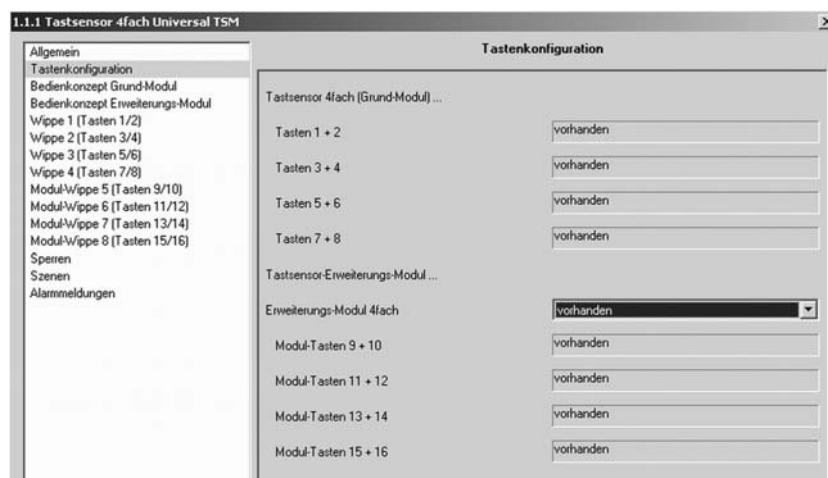 1.1.1 Tastsensor 4fach Universal TSM
Allgemein
Tastenkonfiguration
Bedienkonzept Grund-Modul
Bedienkonzept Erweiterungs-Modul
Wippe 1 (Tasten 1/2)
Wippe 2 (Tasten 3/4)
Wippe 3 (Tasten 5/6)
Wippe 4 (Tasten 7/8)
Modul-Wippe 5 (Tasten 9/10)
Modul-Wippe 6 (Tasten 11/12)
Modul-Wippe 7 (Tasten 13/14)
Modul-Wippe 8 (Tasten 15/16)
Sperren
Szenen
Alarmmeldungen
Tastenkonfiguration
Tastsensor 4fach (Grund-Modul) ...
Tasten 1 + 2 vorhanden
Tasten 3 + 4 vorhanden
Tasten 5 + 6 vorhanden
Tasten 7 + 8 vorhanden
Tastsensor-Erweiterungs-Modul ...
Erweiterungs-Modul 4fach vorhanden
Modul-Tasten 9 + 10 vorhanden
Modul-Tasten 11 + 12 vorhanden
Modul-Tasten 13 + 14 vorhanden
Modul-Tasten 15 + 16 vorhanden